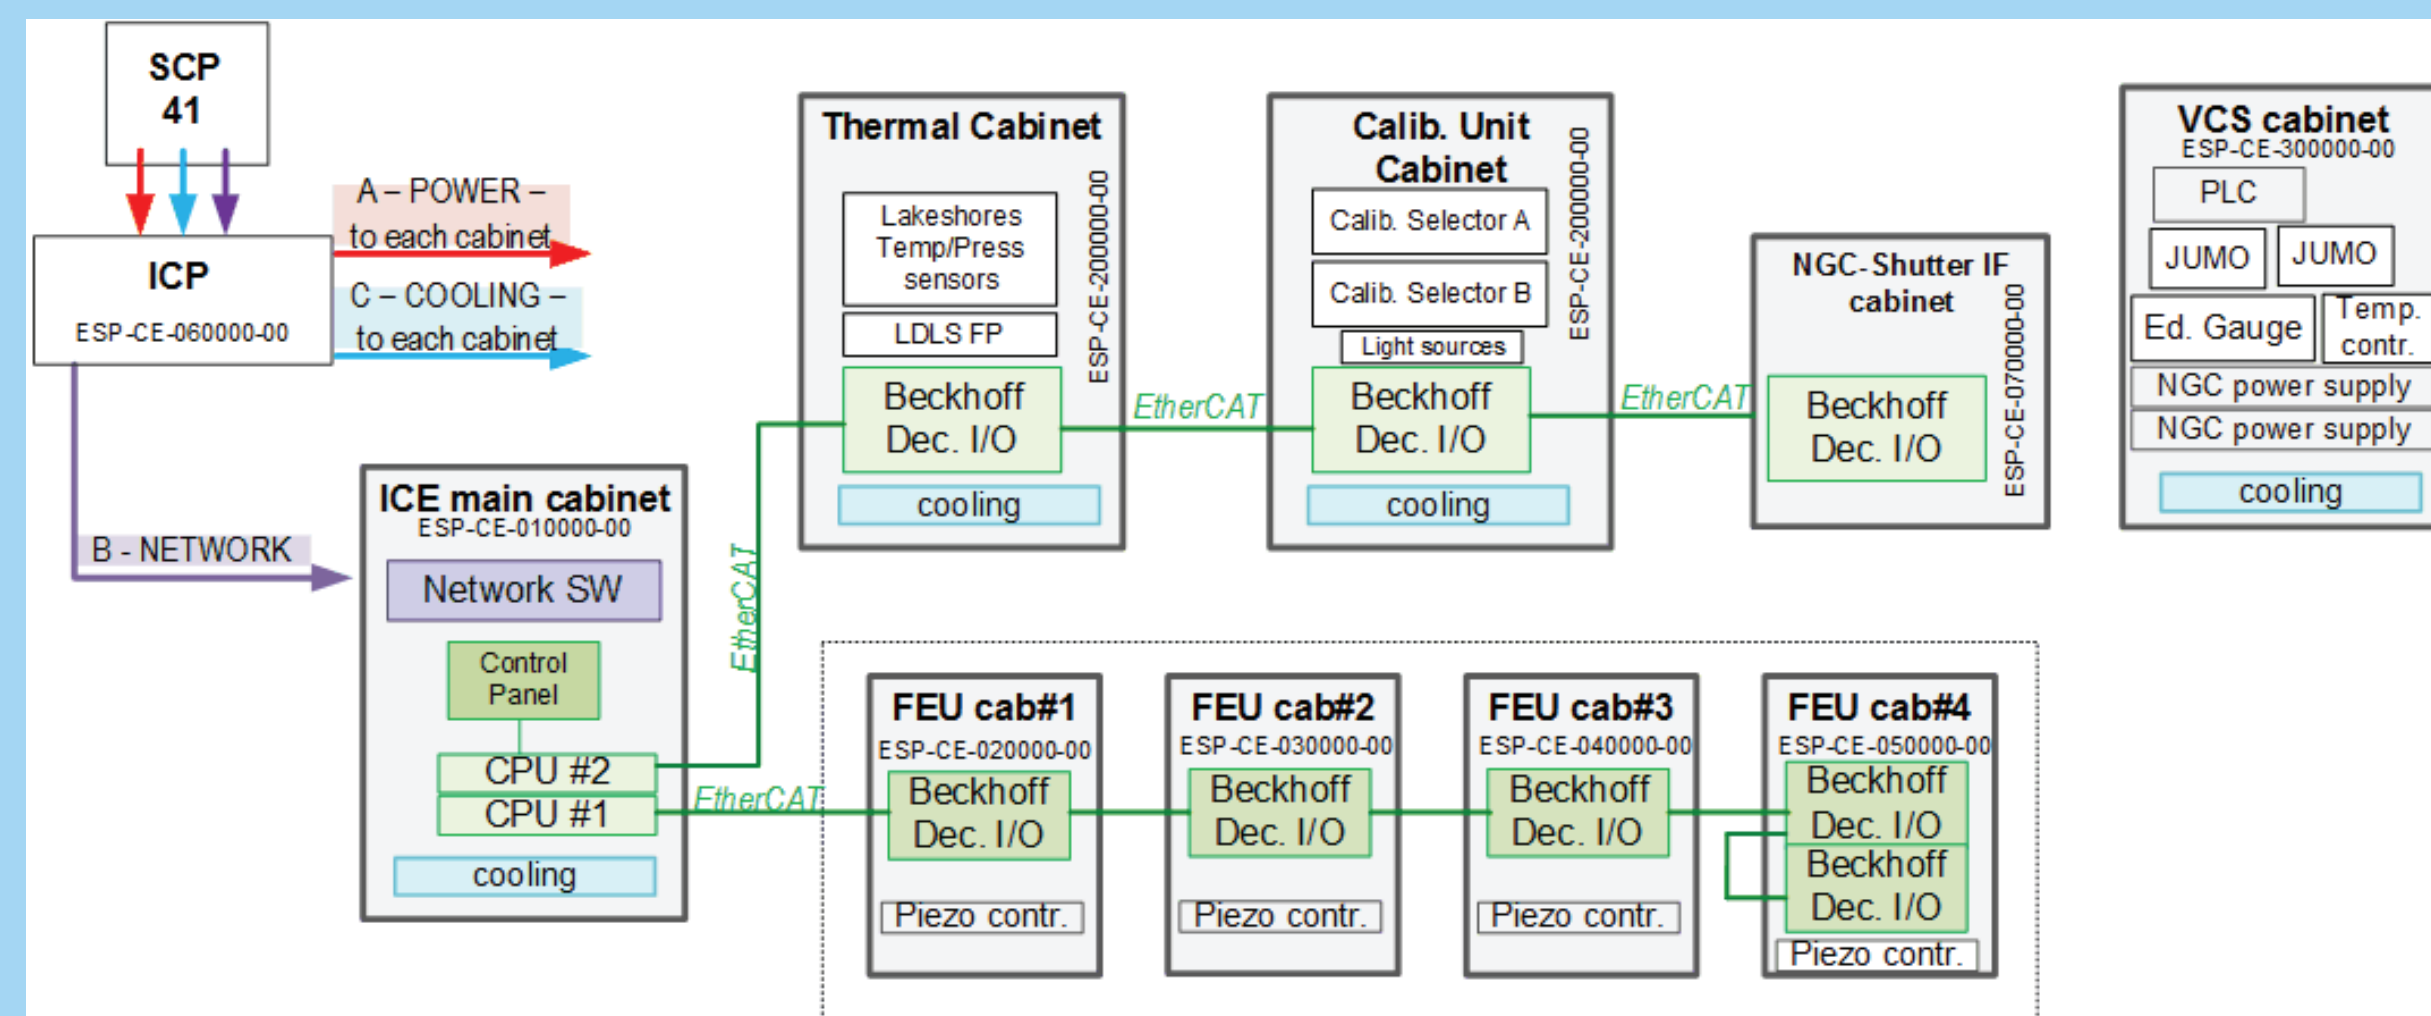 SCP
41
A – POWER –
to each cabinet
ICP
ESP-CE-060000-00
C – COOLING –
to each cabinet
B - NETWORK
ICE main cabinet
ESP-CE-010000-00
Network SW
Control
Panel
CPU #2
CPU #1
cooling
EtherCAT
EtherCAT
Thermal Cabinet
ESP-CE-200000-00
Lakeshores
Temp/Press
sensors
LDLS FP
Beckhoff
Dec. I/O
cooling
EtherCAT
Calib. Unit
Cabinet
ESP-CE-200000-00
Calib. Selector A
Calib. Selector B
Light sources
Beckhoff
Dec. I/O
cooling
EtherCAT
NGC-Shutter IF
cabinet
ESP-CE-070000-00
Beckhoff
Dec. I/O
VCS cabinet
ESP-CE-300000-00
PLC
JUMO
JUMO
Ed. Gauge
Temp.
contr.
NGC power supply
NGC power supply
cooling
FEU cab#1
ESP-CE-020000-00
Beckhoff
Dec. I/O
Piezo contr.
FEU cab#2
ESP-CE-030000-00
Beckhoff
Dec. I/O
Piezo contr.
FEU cab#3
ESP-CE-040000-00
Beckhoff
Dec. I/O
Piezo contr.
FEU cab#4
ESP-CE-050000-00
Beckhoff
Dec. I/O
Beckhoff
Dec. I/O
Piezo contr.